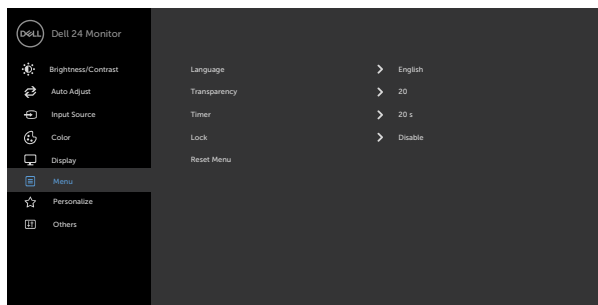 DELL Dell 24 Monitor
Brightness/Contrast
Auto Adjust
Input Source
Color
Display
Menu
Personalize
Others
Language English
Transparency 20
Timer 20 s
Lock Disable
Reset Menu